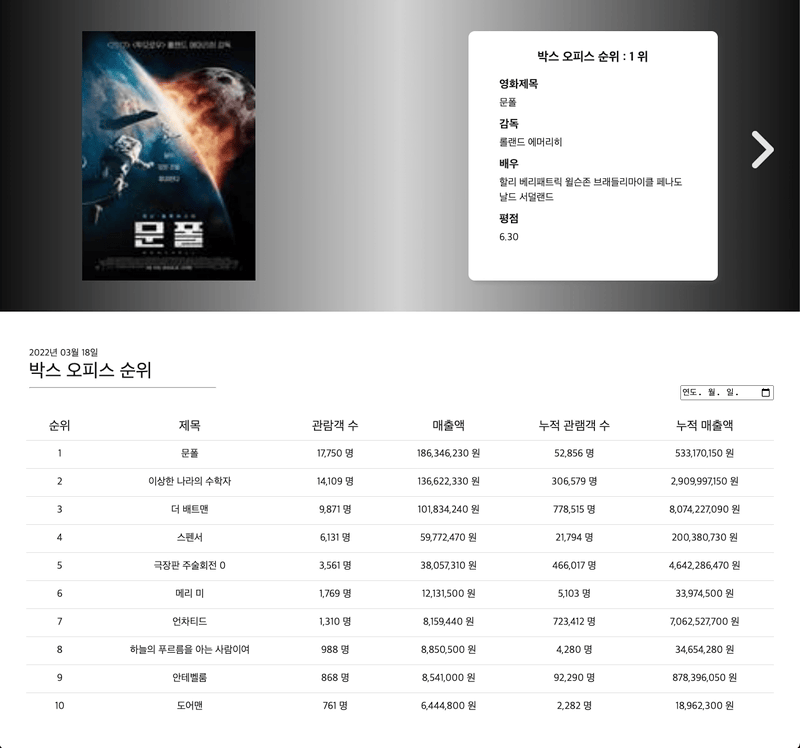 문폴
박스 오피스 순위 : 1 위
영화제목
문폴
감독
롤랜드 에머리히
배우
할리 베리패트릭 윌슨존 브래들리마이클 페나도
날드 서덜랜드
평점
6.30
2022년 03월 18일
박스 오피스 순위
연도. 월. 일.
순위 제목 관람객 수 매출액 누적 관램객 수 누적 매출액
1 문폴 17,750 명 186,346,230 원 52,856 명 533,170,150 원
2 이상한 나라의 수학자 14,109 명 136,622,330 원 306,579 명 2,909,997,150 원
3 더 배트맨 9,871 명 101,834,240 원 778,515 명 8,074,227,090 원
4 스펜서 6,131 명 59,772,470 원 21,794 명 200,380,730 원
5 극장판 주술회전 0 3,561 명 38,057,310 원 466,017 명 4,642,286,470 원
6 메리 미 1,769 명 12,131,500 원 5,103 명 33,974,500 원
7 언차티드 1,310 명 8,159,440 원 723,412 명 7,062,527,700 원
8 하늘의 푸르름을 아는 사람이여 988 명 8,850,500 원 4,280 명 34,654,280 원
9 안테벨룸 868 명 8,541,000 원 92,290 명 878,396,050 원
10 도어맨 761 명 6,444,800 원 2,282 명 18,962,300 원